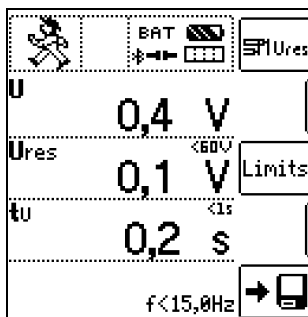 BAT
Ures
U
0,4 V
Ures
<60V
0,1 V
Limits
tU
<1s
0,2 s
f<15,0Hz